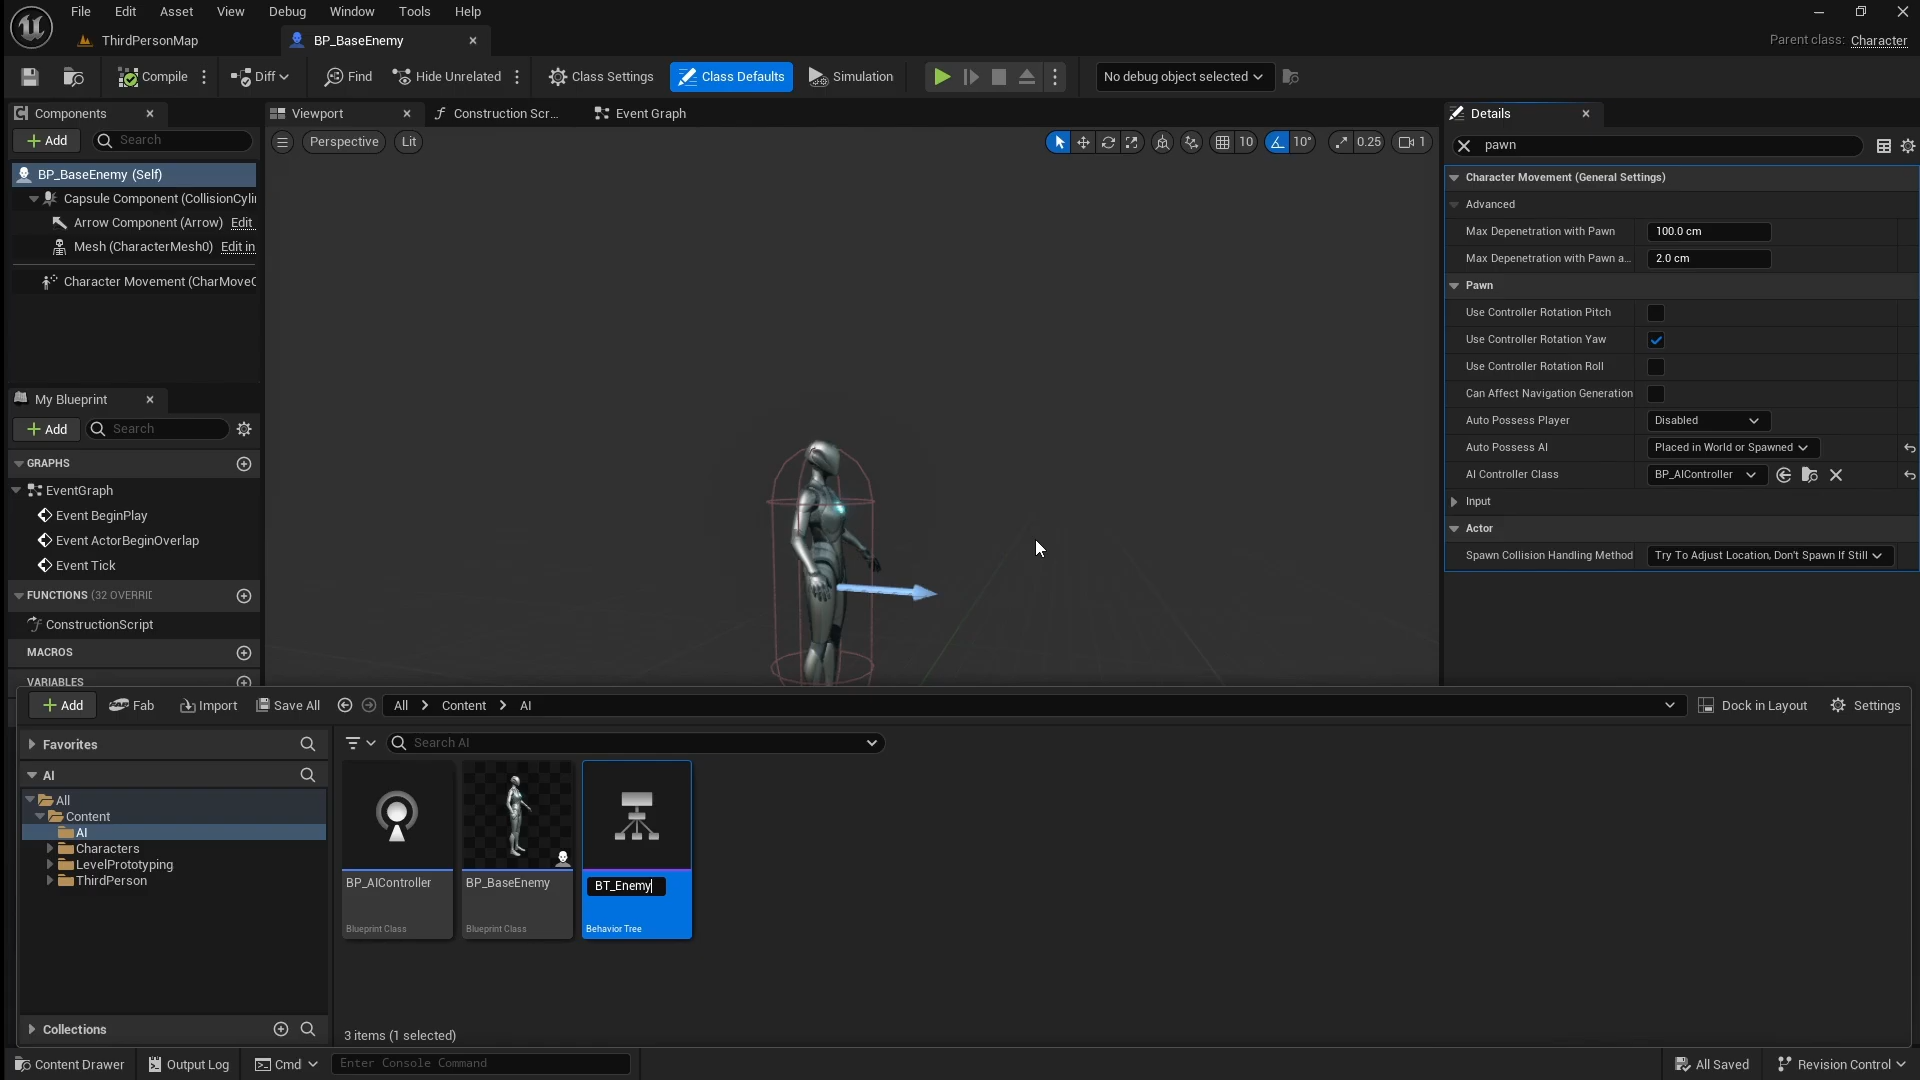 File Edit Asset View Debug Window Tools Help
ThirdPersonMap
BP_BaseEnemy
Parent class: Character
Compile
Diff
Find
Hide Unrelated
Class Settings
Class Defaults
Simulation
No debug object selected
Components
Add
Search
BP_BaseEnemy (Self)
Capsule Component (CollisionCyli
Arrow Component (Arrow) Edit
Mesh (CharacterMesh0) Edit in
Character Movement (CharMoveC
My Blueprint
Add
Search
GRAPHS
EventGraph
Event BeginPlay
Event ActorBeginOverlap
Event Tick
FUNCTIONS (32 OVERRIDE
ConstructionScript
MACROS
VARIABLES
Viewport
Construction Scr...
Event Graph
Perspective
Lit
10
10°
0.25
1
Details
pawn
Character Movement (General Settings)
Advanced
Max Depenetration with Pawn 100.0 cm
Max Depenetration with Pawn a... 2.0 cm
Pawn
Use Controller Rotation Pitch
Use Controller Rotation Yaw
Use Controller Rotation Roll
Can Affect Navigation Generation
Auto Possess Player Disabled
Auto Possess AI Placed in World or Spawned
AI Controller Class BP_AIController
Input
Actor
Spawn Collision Handling Method Try To Adjust Location, Don't Spawn If Still
Add
Fab
Import
Save All
All > Content > AI
Dock in Layout
Settings
Favorites
AI
All
Content
AI
Characters
LevelPrototyping
ThirdPerson
Collections
Search AI
BP_AIController
Blueprint Class
BP_BaseEnemy
Blueprint Class
BT_Enemy
Behavior Tree
3 items (1 selected)
Content Drawer
Output Log
Cmd
Enter Console Command
All Saved
Revision Control